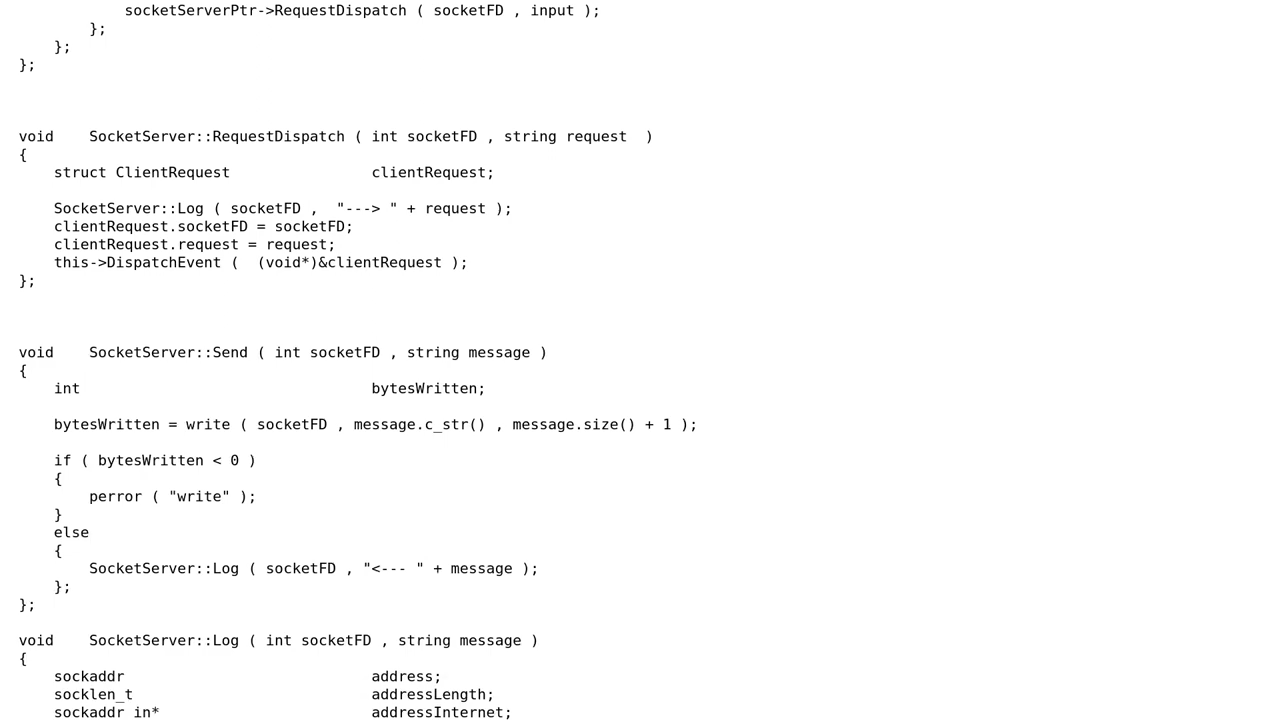 socketServerPtr->RequestDispatch ( socketFD , input );
            };
        };
    };
void    SocketServer::RequestDispatch ( int socketFD , string request  )
{
    struct ClientRequest                clientRequest;
    SocketServer::Log ( socketFD ,  "---> " + request );
    clientRequest.socketFD = socketFD;
    clientRequest.request = request;
    this->DispatchEvent (  (void*)&clientRequest );
};
void    SocketServer::Send ( int socketFD , string message )
{
    int                                 bytesWritten;
    bytesWritten = write ( socketFD , message.c_str() , message.size() + 1 );
    if ( bytesWritten < 0 )
    {
        perror ( "write" );
    }
    else
    {
        SocketServer::Log ( socketFD , "<--- " + message );
    };
};
void    SocketServer::Log ( int socketFD , string message )
{
    sockaddr                            address;
    socklen_t                           addressLength;
    sockaddr_in*                        addressInternet;